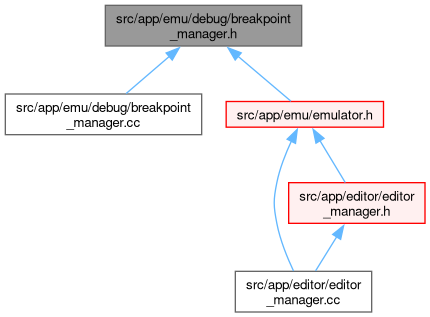 src/app/emu/debug/breakpoint
_manager.h
src/app/emu/debug/breakpoint
_manager.cc
src/app/emu/emulator.h
src/app/editor/editor
_manager.h
src/app/editor/editor
_manager.cc